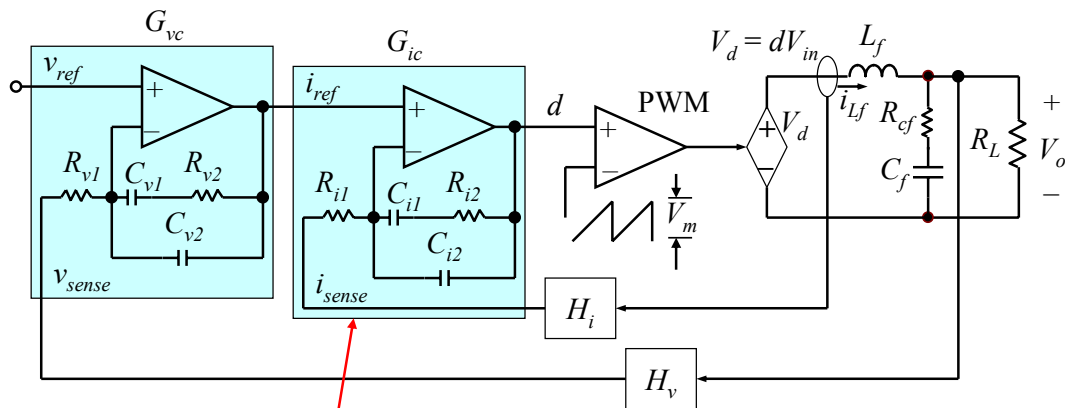 G_vc
G_ic
V_d = dV_in
L_f
v_ref
i_ref
d
PWM
i_Lf
+
−
+
−
+
−
+
−
V_d
R_cf
C_f
R_L
+
V_o
−
R_v1
C_v1
R_v2
C_v2
v_sense
R_i1
C_i1
R_i2
C_i2
i_sense
V_m
H_i
H_v